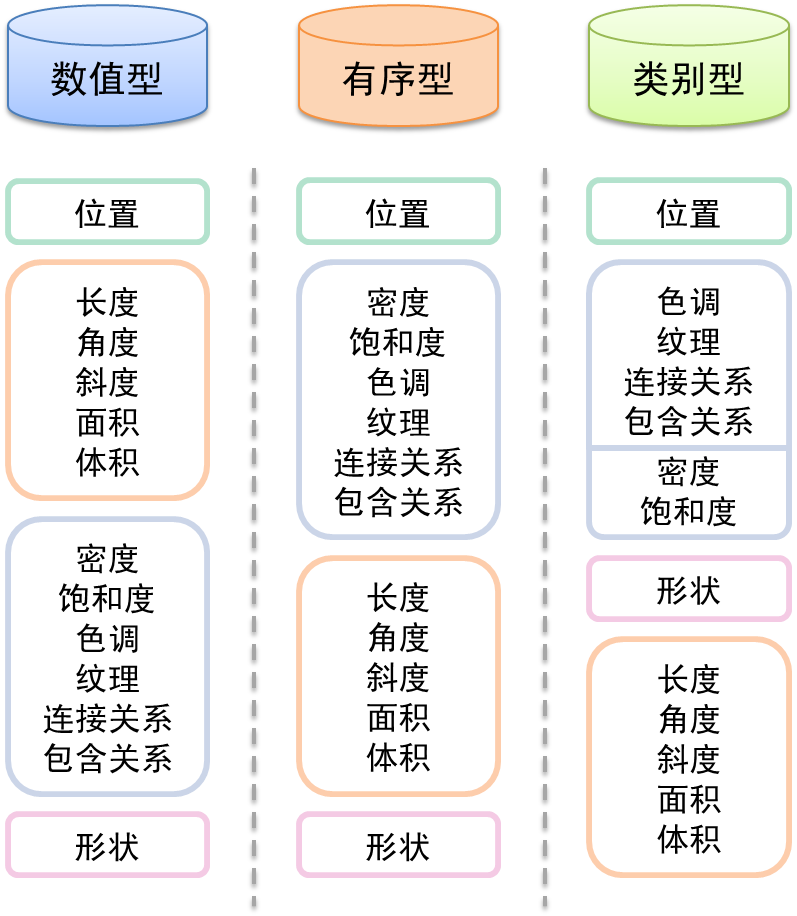 数值型
位置
长度
角度
斜度
面积
体积
密度
饱和度
色调
纹理
连接关系
包含关系
形状
有序型
位置
密度
饱和度
色调
纹理
连接关系
包含关系
长度
角度
斜度
面积
体积
形状
类别型
位置
色调
纹理
连接关系
包含关系
密度
饱和度
形状
长度
角度
斜度
面积
体积